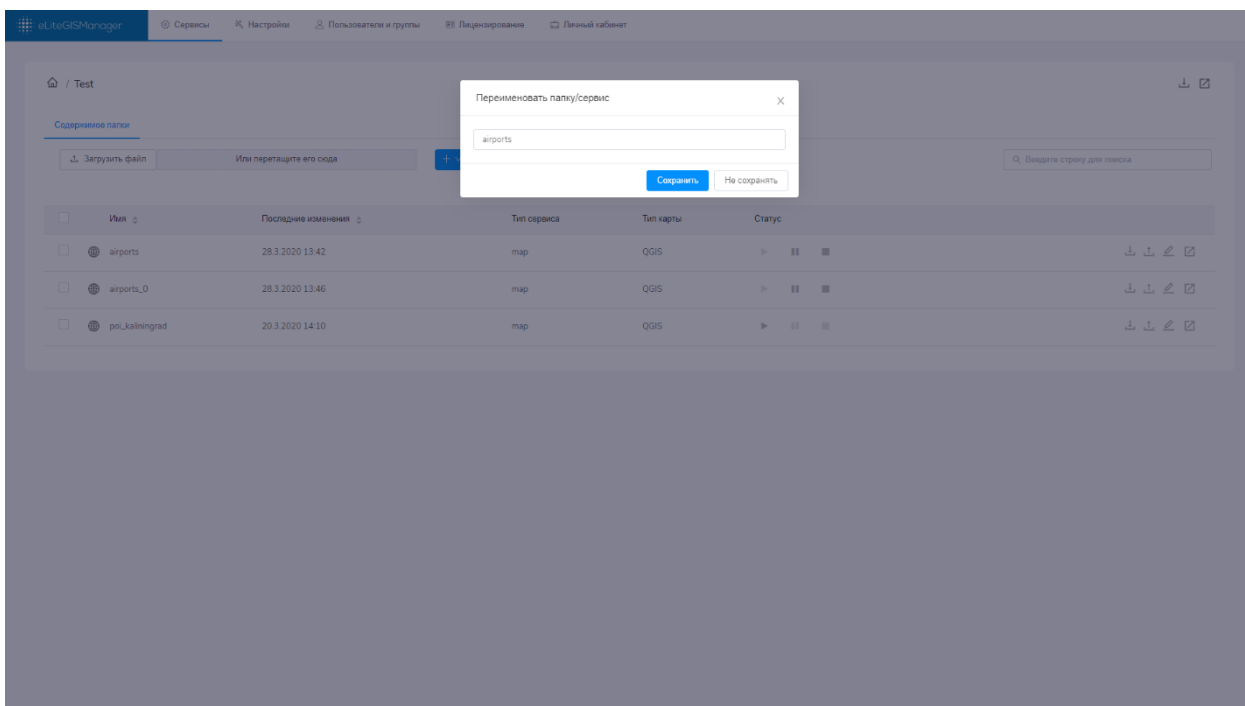 eLiteGISManager Сервисы Настройки Пользователи и группы Лицензирование Личный кабинет
/ Test
Переименовать папку/сервис
Содержимое папки
airports
Загрузить файл Или перетащите его сюда Введите строку для поиска
Сохранить Не сохранять
Имя Последние изменения Тип сервиса Тип карты Статус
airports 28.3.2020 13:42 map QGIS
airports_0 28.3.2020 13:46 map QGIS
poi_kaliningrad 20.3.2020 14:10 map QGIS